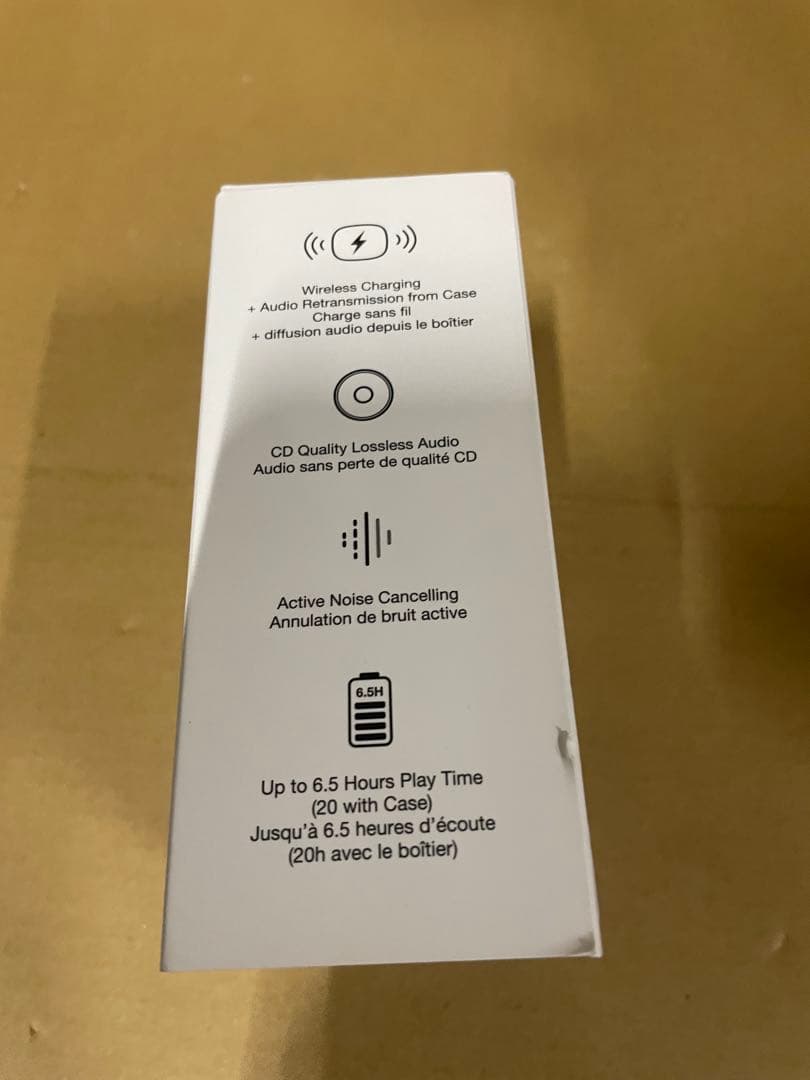 Wireless Charging
+ Audio Retransmission from Case
Charge sans fil
+ diffusion audio depuis le boîtier
CD Quality Lossless Audio
Audio sans perte de qualité CD
Active Noise Cancelling
Annulation de bruit active
6.5H
Up to 6.5 Hours Play Time
(20 with Case)
Jusqu'à 6.5 heures d'écoute
(20h avec le boîtier)